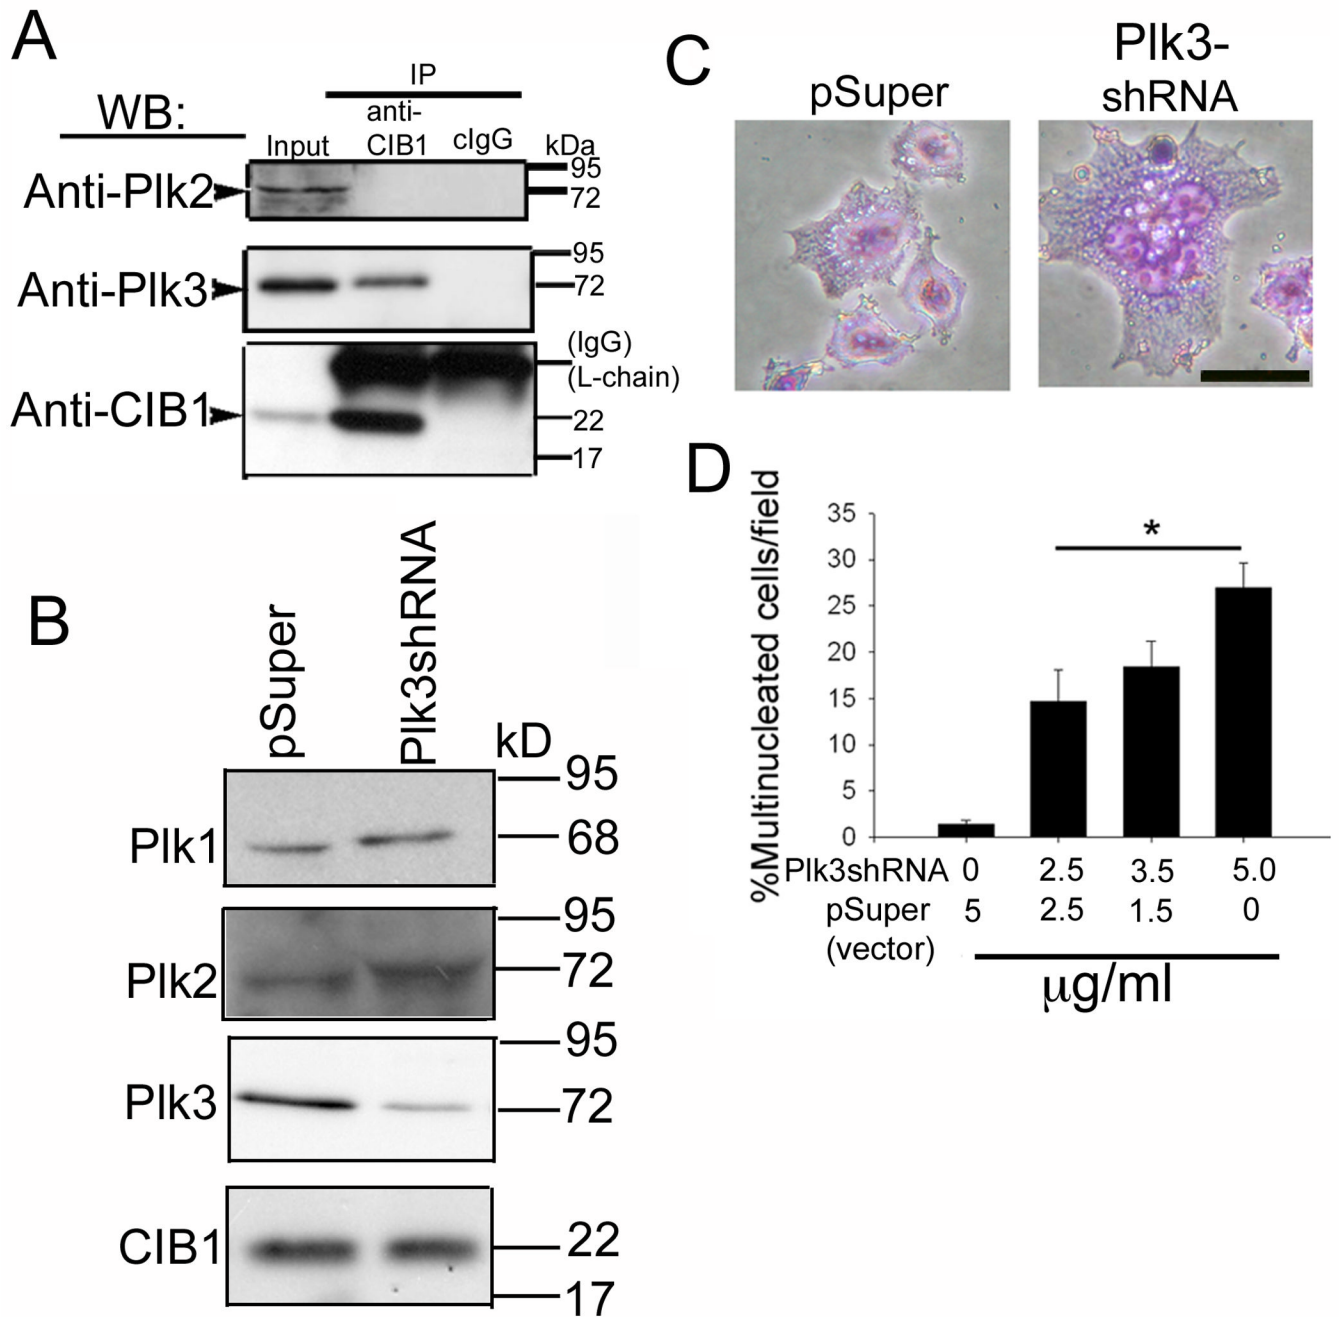 A
IP
WB:
anti-
Input CIB1 cIgG kDa
95
Anti-Plk2 72
95
Anti-Plk3 72
(IgG)
(L-chain)
Anti-CIB1 22
17
B
pSuper
Plk3shRNA
kD
95
Plk1 68
95
Plk2 72
95
Plk3 72
CIB1 22
17
C
pSuper
Plk3-
shRNA
D
%Multinucleated cells/field
35
30
25
20
15
10
5
0
*
Plk3shRNA 0 2.5 3.5 5.0
pSuper 5 2.5 1.5 0
(vector)
μg/ml